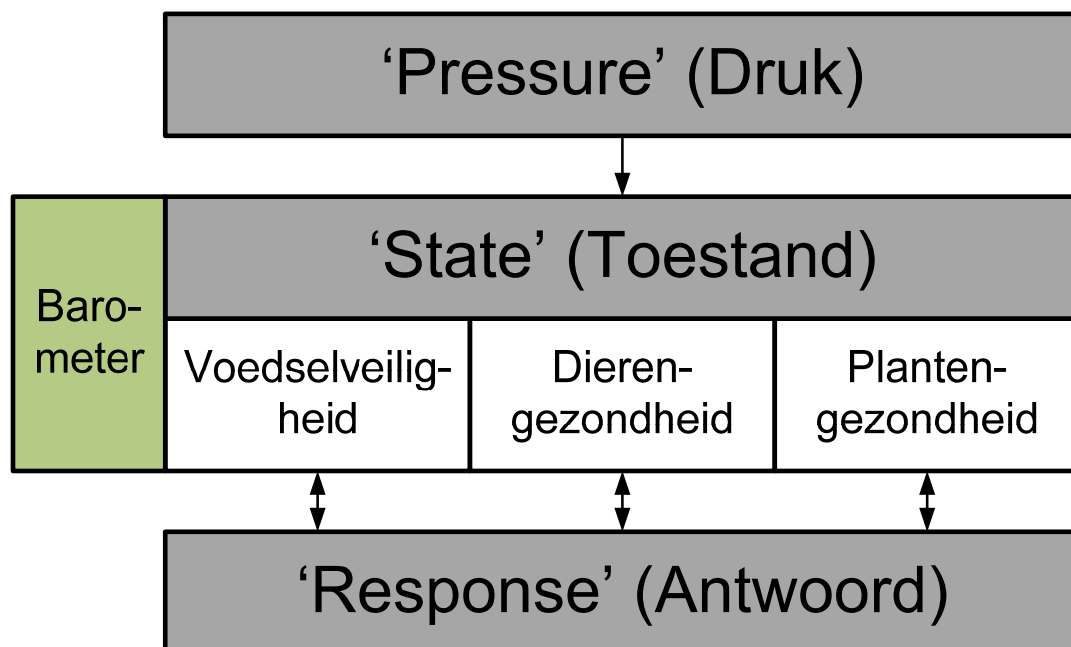 ‘Pressure’ (Druk)
‘State’ (Toestand)
Baro-
meter
Voedselveilig-
heid
Dieren-
gezondheid
Planten-
gezondheid
‘Response’ (Antwoord)